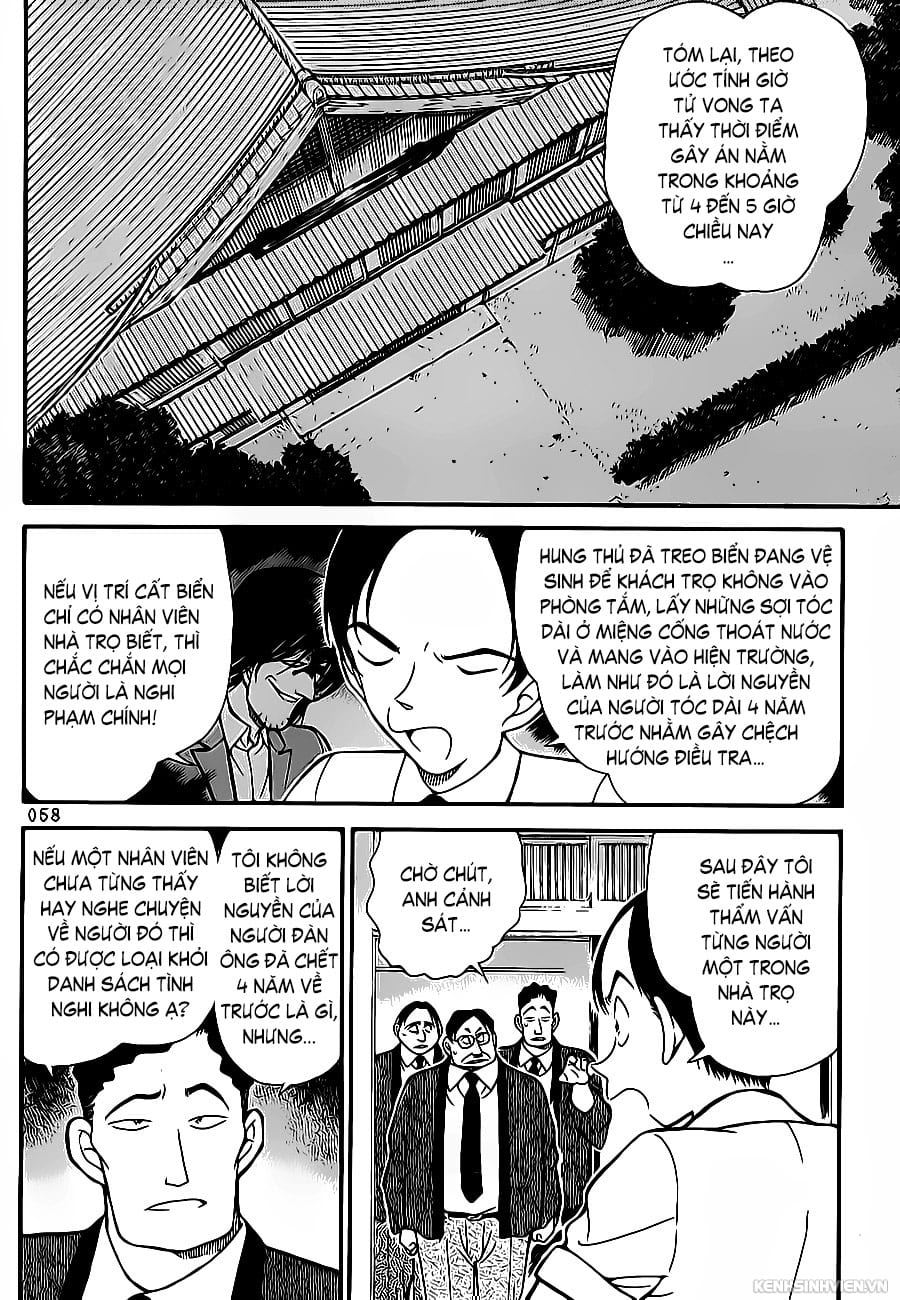 TÓM LẠI, THEO
ƯỚC TÍNH GIỜ
TỬ VONG TA
THẤY THỜI ĐIỂM
GÂY ÁN NẰM
TRONG KHOẢNG
TỪ 4 ĐẾN 5 GIỜ
CHIỀU NAY
...
HUNG THỦ ĐÃ TREO BIỂN ĐANG VỆ
SINH ĐỂ KHÁCH TRỌ KHÔNG VÀO
PHÒNG TẮM, LẤY NHỮNG SỢI TÓC
DÀI Ở MIỆNG CỐNG THOÁT NƯỚC
VÀ MANG VÀO HIỆN TRƯỜNG,
LÀM NHƯ ĐÓ LÀ LỜI NGUYỀN
CỦA NGƯỜI TÓC DÀI 4 NĂM
TRƯỚC NHẰM GÂY CHỆCH
HƯỚNG ĐIỀU TRA...
NẾU VỊ TRÍ CẤT BIỂN
CHỈ CÓ NHÂN VIÊN
NHÀ TRỌ BIẾT, THÌ
CHẮC CHẮN MỌI
NGƯỜI LÀ NGHI
PHẠM CHÍNH!
058
SAU ĐÂY TÔI
SẼ TIẾN HÀNH
THẨM VẤN
TỪNG NGƯỜI
MỘT TRONG
NHÀ TRỌ
NÀY...
CHỜ CHÚT,
ANH CẢNH
SÁT...
TÔI KHÔNG
BIẾT LỜI
NGUYỀN CỦA
NGƯỜI ĐÀN
ÔNG ĐÃ CHẾT
4 NĂM VỀ
TRƯỚC LÀ GÌ,
NHƯNG...
NẾU MỘT NHÂN VIÊN
CHƯA TỪNG THẤY
HAY NGHE CHUYỆN
VỀ NGƯỜI ĐÓ THÌ
CÓ ĐƯỢC LOẠI KHỎI
DANH SÁCH TÌNH
NGHI KHÔNG Ạ?
KENHSINHVIEN.VN